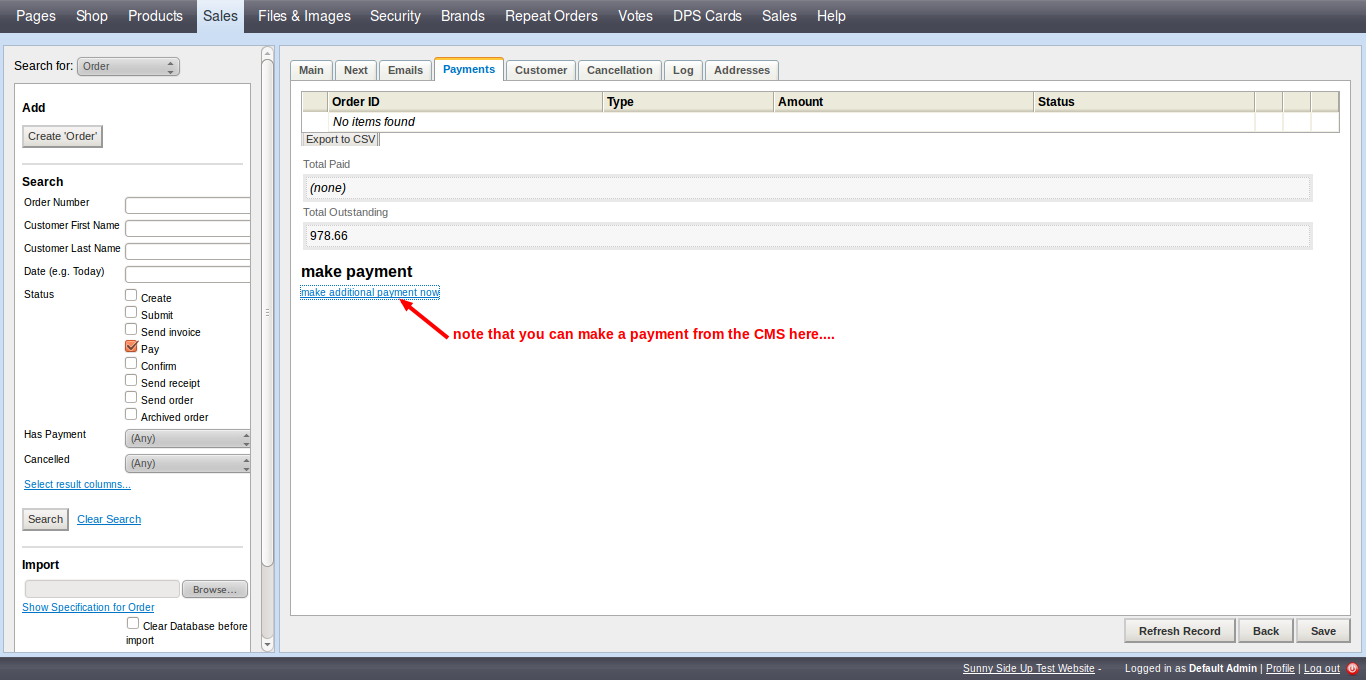 Pages Shop Products Sales Files & Images Security Brands Repeat Orders Votes DPS Cards Sales Help
Search for: Order
Add
Create 'Order'
Search
Order Number
Customer First Name
Customer Last Name
Date (e.g. Today)
Status
Create
Submit
Send invoice
Pay
Confirm
Send receipt
Send order
Archived order
Has Payment (Any)
Cancelled (Any)
Select result columns...
Search Clear Search
Import
Browse...
Show Specification for Order
Clear Database before
import
Main Next Emails Payments Customer Cancellation Log Addresses
Order ID Type Amount Status
No items found
Export to CSV
Total Paid
(none)
Total Outstanding
978.66
make payment
make additional payment now
note that you can make a payment from the CMS here....
Refresh Record Back Save
Sunny Side Up Test Website - Logged in as Default Admin | Profile | Log out